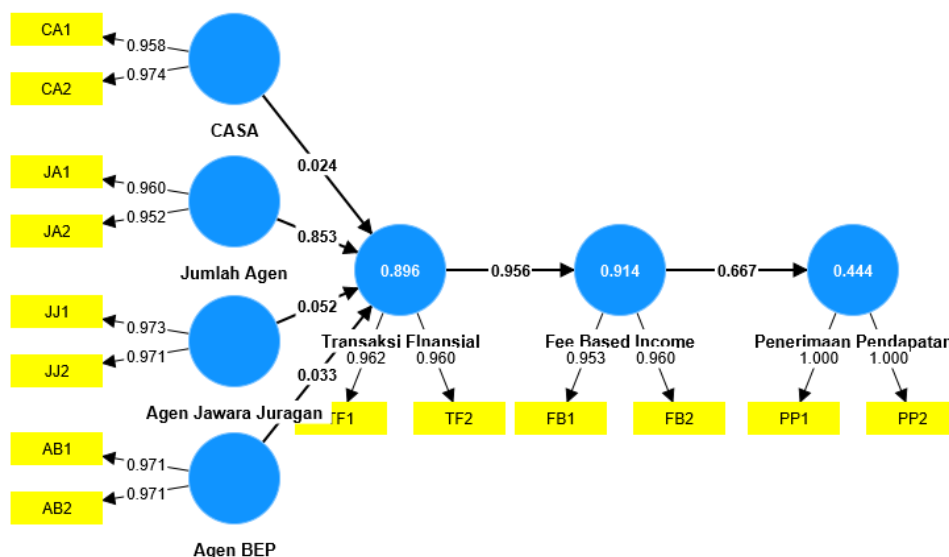 CA1
0.958
CA2
0.974
CASA
0.024
JA1
0.960
JA2
0.952
Jumlah Agen
0.853
JJ1
0.973
JJ2
0.971
Agen Jawara Juragan
0.052
AB1
0.971
AB2
0.971
Agen BEP
0.033
0.896
Transaksi FInansial
0.962
0.960
TF1
TF2
0.956
0.914
Fee Based Income
0.953
0.960
FB1
FB2
0.667
0.444
Penerimaan Pendapatan
1.000
1.000
PP1
PP2